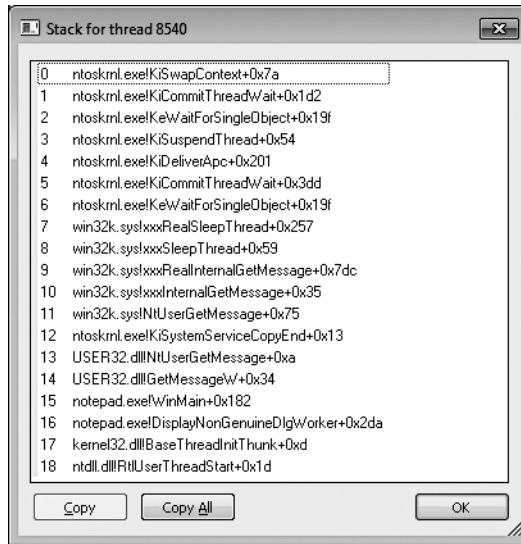 Stack for thread 8540
0 ntoskrnl.exe!KiSwapContext+0x7a
1 ntoskrnl.exe!KiCommitThreadWait+0x1d2
2 ntoskrnl.exe!KeWaitForSingleObject+0x19f
3 ntoskrnl.exe!KiSuspendThread+0x54
4 ntoskrnl.exe!KiDeliverApc+0x201
5 ntoskrnl.exe!KiCommitThreadWait+0x3dd
6 ntoskrnl.exe!KeWaitForSingleObject+0x19f
7 win32k.sys!xxxRealSleepThread+0x257
8 win32k.sys!xxxSleepThread+0x59
9 win32k.sys!xxxRealInternalGetMessage+0x7dc
10 win32k.sys!xxxInternalGetMessage+0x35
11 win32k.sys!NtUserGetMessage+0x75
12 ntoskrnl.exe!KiSystemServiceCopyEnd+0x13
13 USER32.dll!NtUserGetMessage+0xa
14 USER32.dll!GetMessageW+0x34
15 notepad.exe!WinMain+0x182
16 notepad.exe!DisplayNonGenuineDlgWorker+0x2da
17 kernel32.dll!BaseThreadInitThunk+0xd
18 ntdll.dll!RtlUserThreadStart+0x1d
Copy Copy All OK